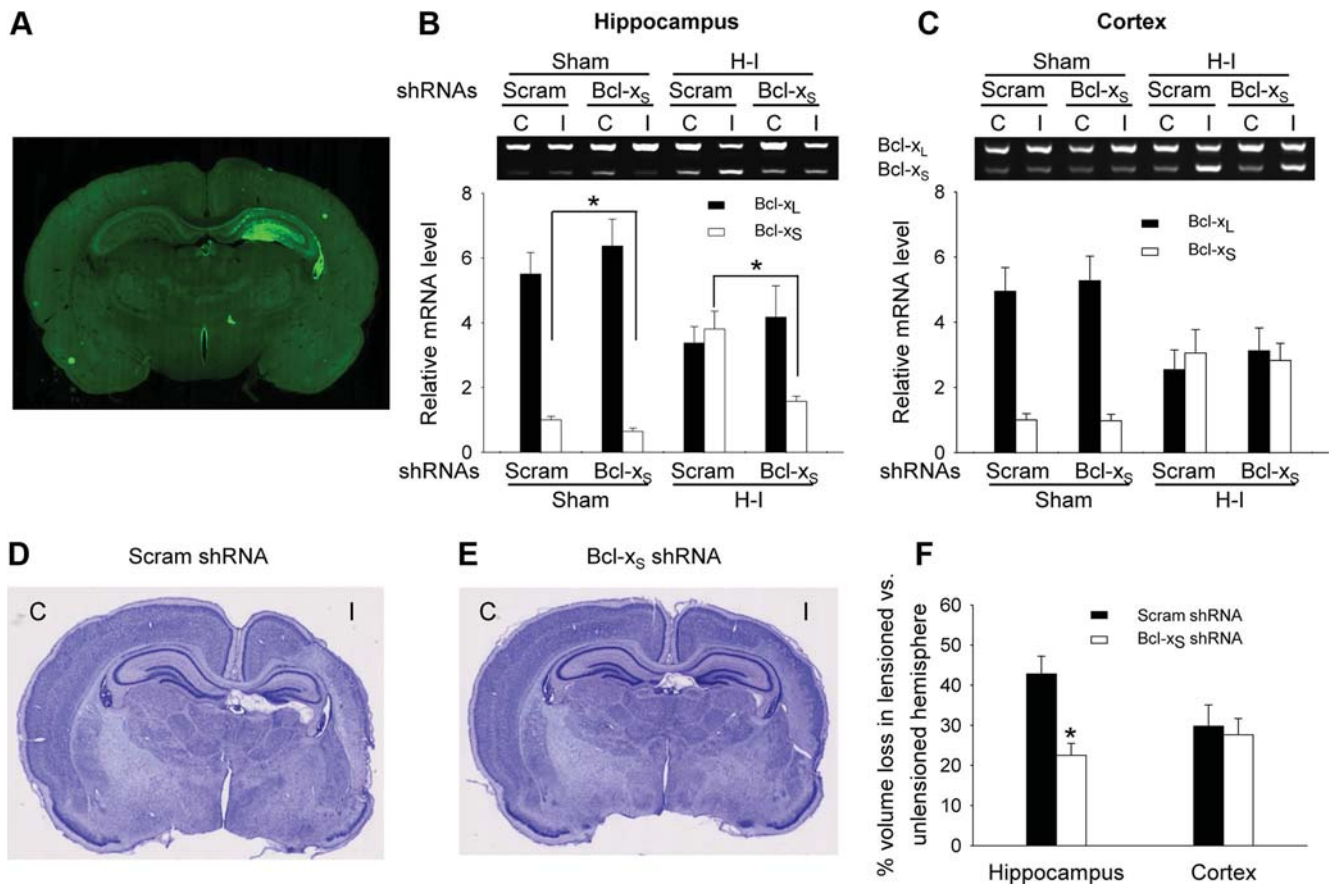 A
B
Hippocampus
Sham
H-I
shRNAs
Scram
Bcl-xS
Scram
Bcl-xS
C I C I C I C I
Relative mRNA level
8
6
4
2
0
Bcl-xL
Bcl-xS
*
*
shRNAs
Scram
Bcl-xS
Scram
Bcl-xS
Sham
H-I
C
Cortex
Sham
H-I
shRNAs
Scram
Bcl-xS
Scram
Bcl-xS
C I C I C I C I
Bcl-xL
Bcl-xS
Relative mRNA level
8
6
4
2
0
Bcl-xL
Bcl-xS
shRNAs
Scram
Bcl-xS
Scram
Bcl-xS
Sham
H-I
D
Scram shRNA
C
I
E
Bcl-xS shRNA
C
I
F
% volume loss in lensioned vs.
unlensioned hemisphere
60
50
40
30
20
10
0
Scram shRNA
Bcl-xS shRNA
*
Hippocampus
Cortex